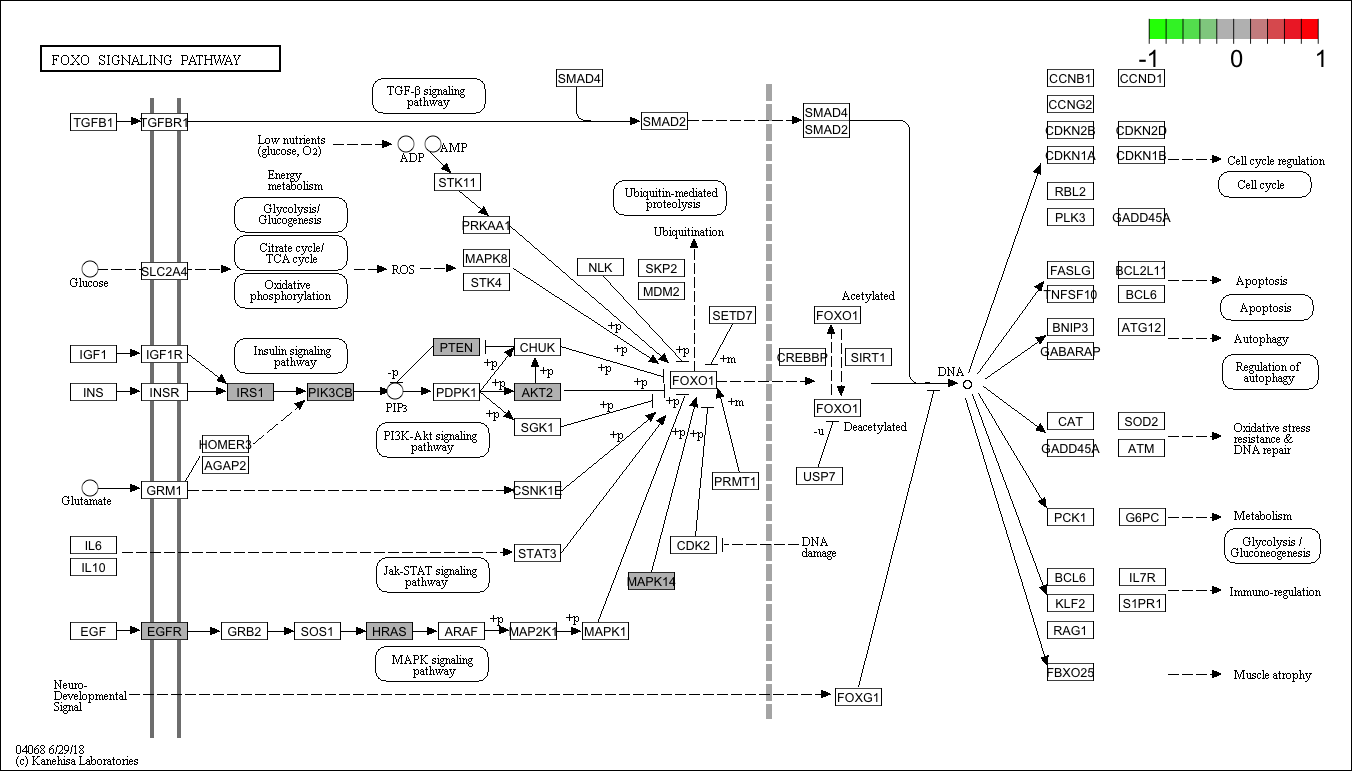 -1 0 1
FOXO SIGNALING PATHWAY
TGF-β signaling
pathway
SMAD4
TGFB1
TGFBR1
SMAD2
SMAD4
SMAD2
Low nutrients
(glucose, O2)
ADP
AMP
STK11
PRKAA1
Energy
metabolism
Glycolysis/
Glucogenesis
Citrate cycle/
TCA cycle
Oxidative
phosphorylation
Glucose
SLC2A4
ROS
MAPK8
STK4
NLK
SKP2
MDM2
Ubiquitin-mediated
proteolysis
Ubiquitination
SETD7
IGF1
IGF1R
Insulin signaling
pathway
INS
INSR
IRS1
PIK3CB
PTEN
-p
PIP3
PDPK1
CHUK
AKT2
SGK1
+p
+p
+p
+p
+p
+p
+p
+p
+p
+p
+p
+p
+p
+p
+m
+m
FOXO1
PI3K-Akt signaling
pathway
HOMER3
AGAP2
Glutamate
GRM1
CSNK1E
PRMT1
IL6
IL10
STAT3
Jak-STAT signaling
pathway
CDK2
DNA
damage
MAPK14
EGF
EGFR
GRB2
SOS1
HRAS
ARAF
+p
MAP2K1
+p
MAPK1
MAPK signaling
pathway
Neuro-
Developmental
Signal
FOXG1
Acetylated
FOXO1
CREBBP
SIRT1
FOXO1
Deacetylated
-u
USP7
DNA
CCNB1
CCND1
CCNG2
CDKN2B
CDKN2D
CDKN1A
CDKN1B
Cell cycle regulation
Cell cycle
RBL2
PLK3
GADD45A
FASLG
BCL2L11
TNFSF10
BCL6
Apoptosis
Apoptosis
BNIP3
ATG12
GABARAP
Autophagy
Regulation of
autophagy
CAT
SOD2
GADD45A
ATM
Oxidative stress
resistance &
DNA repair
PCK1
G6PC
Metabolism
Glycolysis /
Gluconeogenesis
BCL6
IL7R
KLF2
S1PR1
RAG1
Immuno-regulation
FBXO25
Muscle atrophy
04068 6/29/18
(c) Kanehisa Laboratories